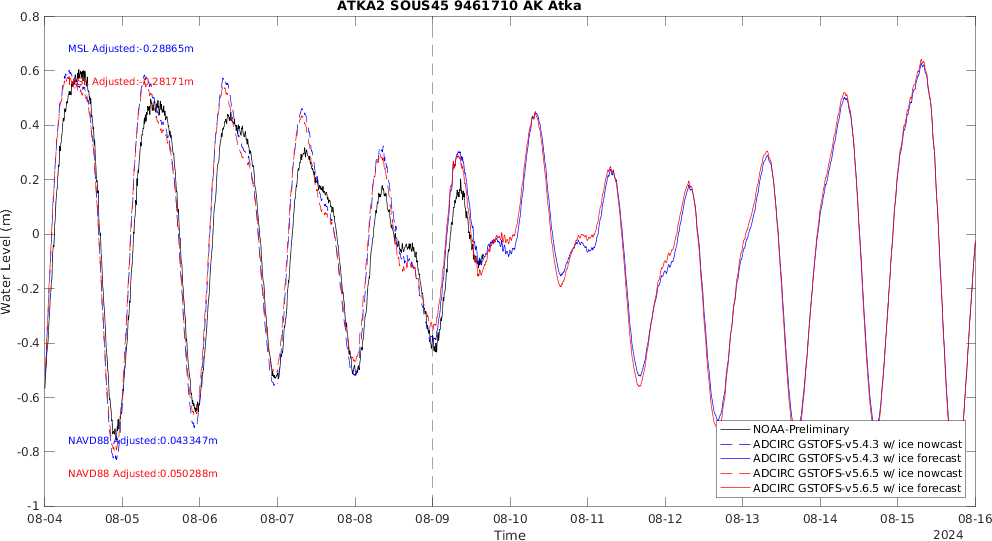 ATKA2 SOUS45 9461710 AK Atka
0.8
0.6
0.4
0.2
0
-0.2
-0.4
-0.6
-0.8
-1
Water Level (m)
MSL Adjusted:-0.28865m
MSL Adjusted:-0.28171m
NAVD88 Adjusted:0.043347m
NAVD88 Adjusted:0.050288m
NOAA-Preliminary
ADCIRC GSTOFS-v5.4.3 w/ ice nowcast
ADCIRC GSTOFS-v5.4.3 w/ ice forecast
ADCIRC GSTOFS-v5.6.5 w/ ice nowcast
ADCIRC GSTOFS-v5.6.5 w/ ice forecast
08-04 08-05 08-06 08-07 08-08 08-09 08-10 08-11 08-12 08-13 08-14 08-15 08-16
Time
2024